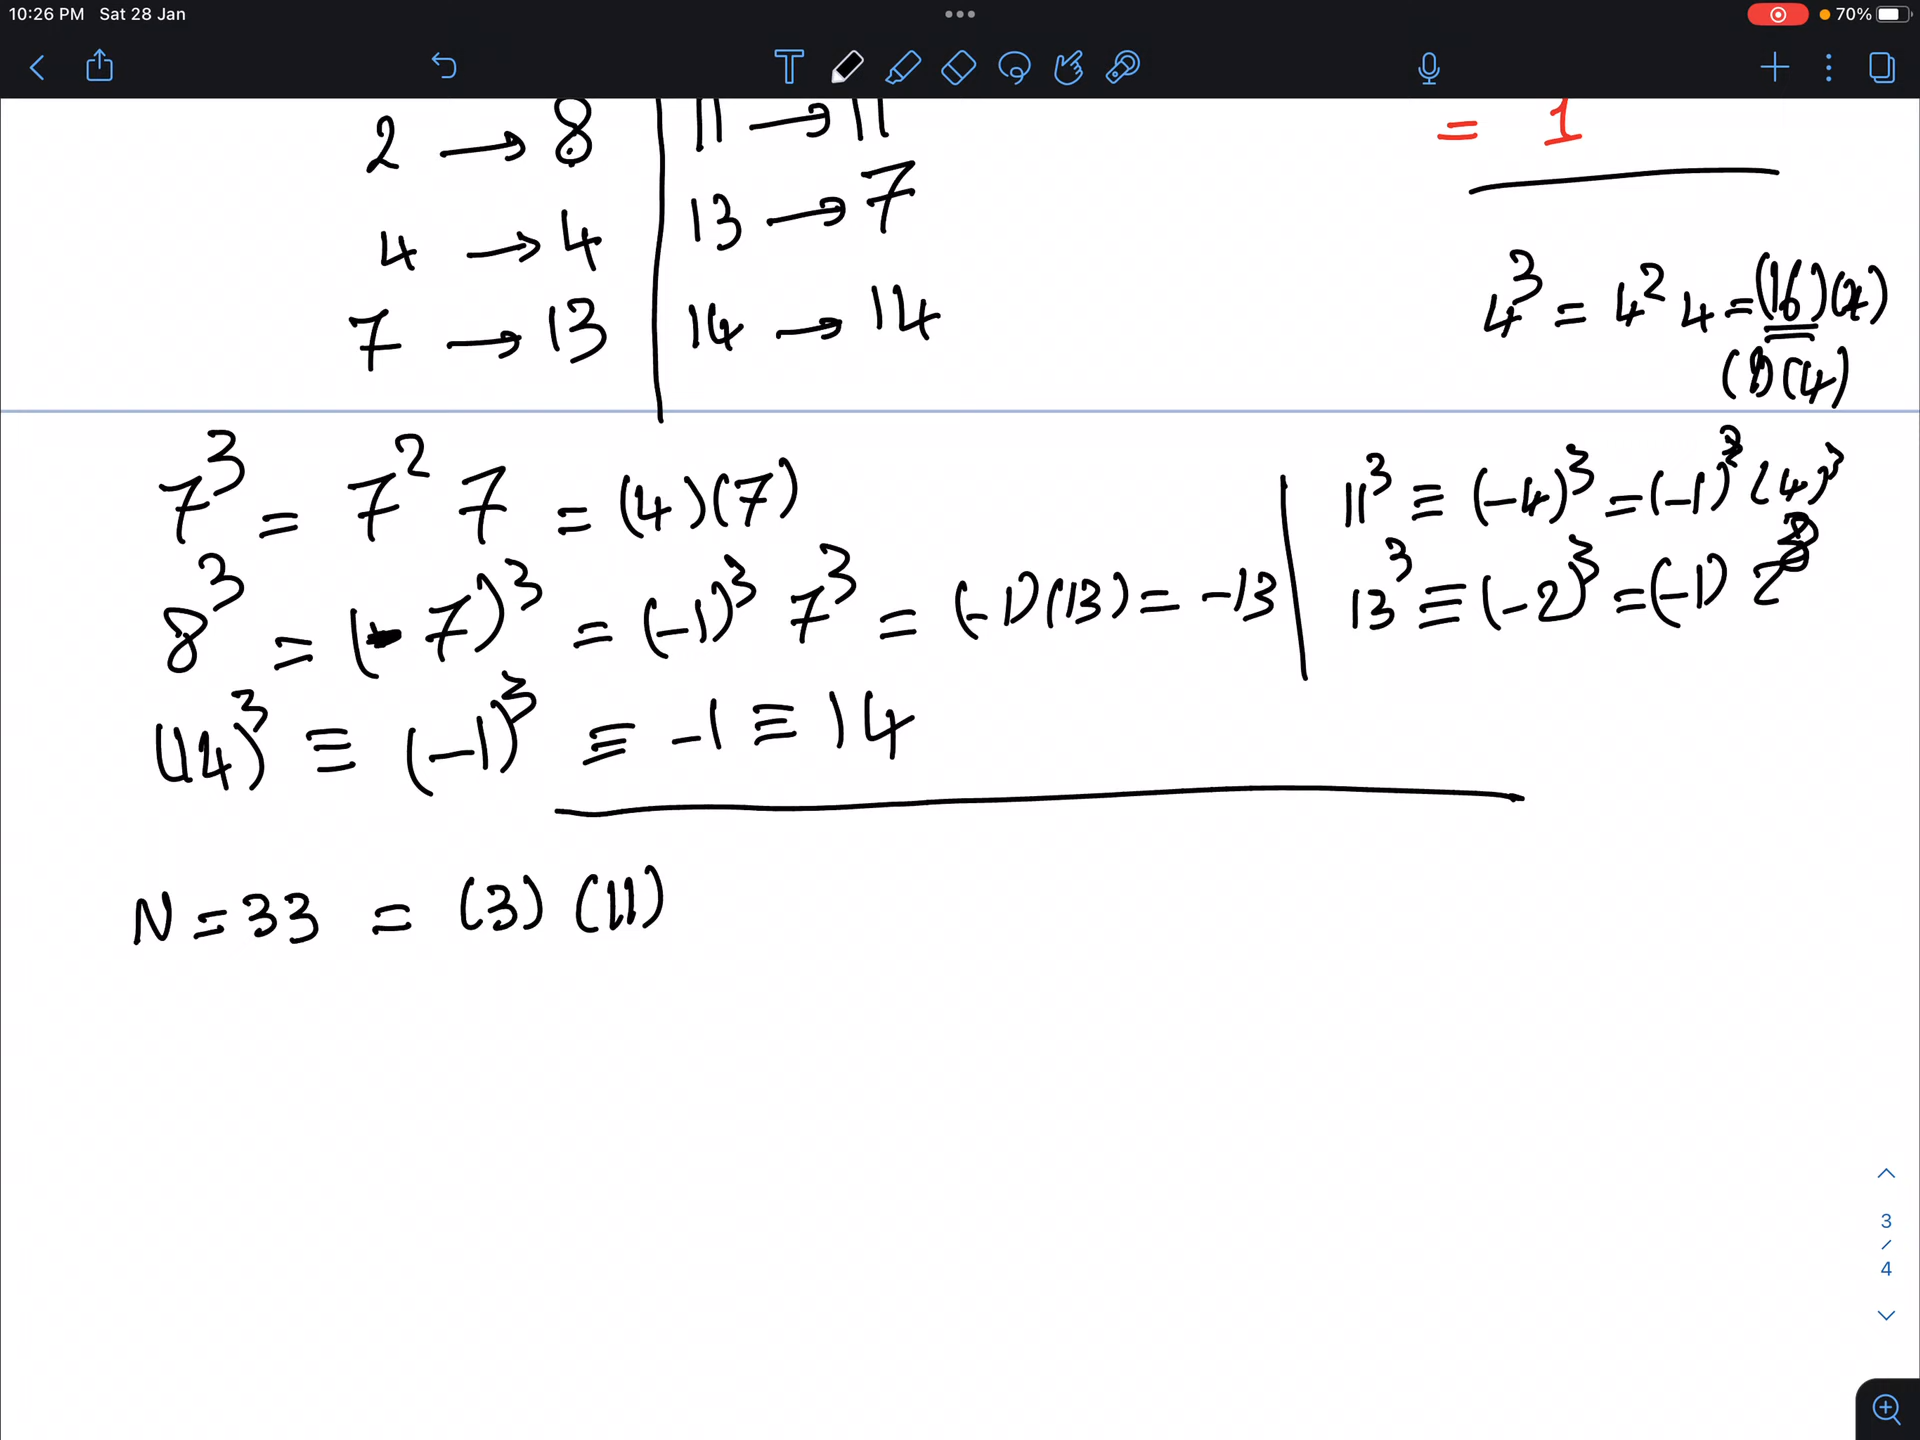 10:26 PM Sat 28 Jan
70%
T
2 → 8 | 11 → 11
= 1
4 → 4 | 13 → 7
7 → 13 | 14 → 14
4³ = 4² 4 = (16)(4)
(1)(4)
7³ = 7² 7 = (4)(7)
8³ = (-7)³ = (-1)³ 7³ = (-1)(13) = -13
(14)³ ≡ (-1)³ ≡ -1 ≡ 14
11³ ≡ (-4)³ = (-1)³ (4)³
13³ ≡ (-2)³ = (-1) 2³
N = 33 = (3) (11)
3
/
4